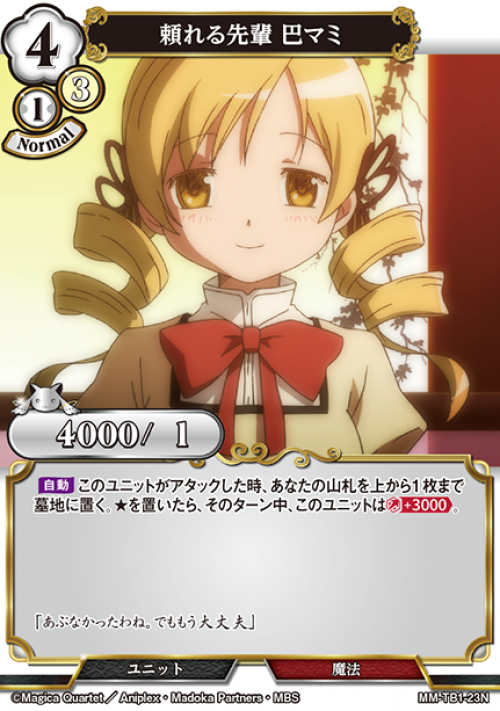 4
頼れる先輩 巴マミ
3
1
Normal
4000/ 1
自動 このユニットがアタックした時、あなたの山札を上から1枚まで
墓地に置く。★を置いたら、そのターン中、このユニットは+3000。
「あぶなかったわね。でももう大丈夫」
ユニット 魔法
©Magica Quartet／Aniplex・Madoka Partners・MBS MM-TB1-23N